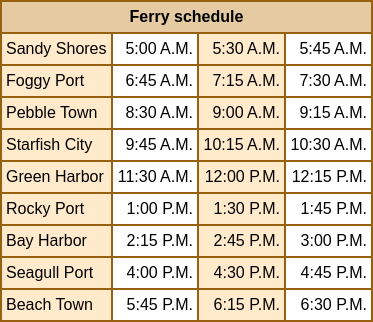 Ferry schedule
Sandy Shores 5:00 A.M. 5:30 A.M. 5:45 A.M.
Foggy Port 6:45 A.M. 7:15 A.M. 7:30 A.M.
Pebble Town 8:30 A.M. 9:00 A.M. 9:15 A.M.
Starfish City 9:45 A.M. 10:15 A.M. 10:30 A.M.
Green Harbor 11:30 A.M. 12:00 P.M. 12:15 P.M.
Rocky Port 1:00 P.M. 1:30 P.M. 1:45 P.M.
Bay Harbor 2:15 P.M. 2:45 P.M. 3:00 P.M.
Seagull Port 4:00 P.M. 4:30 P.M. 4:45 P.M.
Beach Town 5:45 P.M. 6:15 P.M. 6:30 P.M.